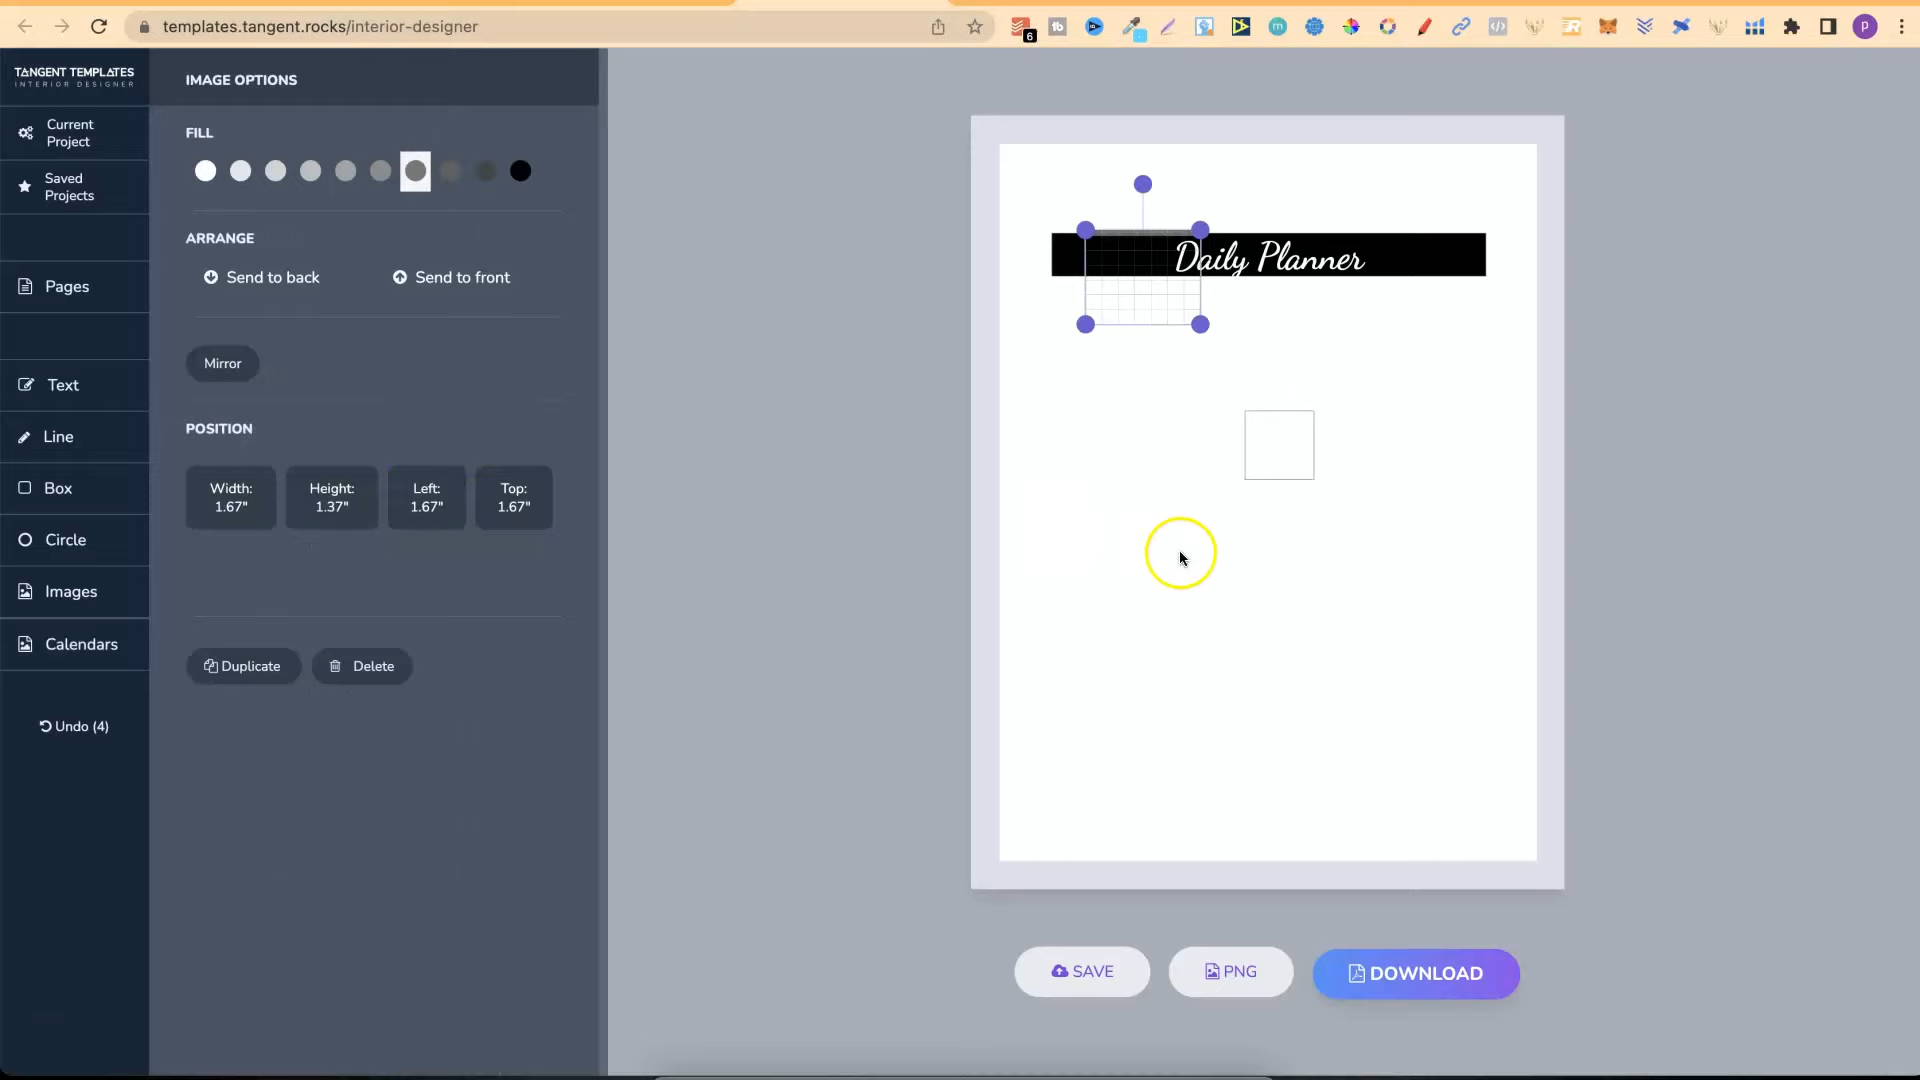 templates.tangent.rocks/interior-designer
6
P
TANGENT TEMPLATES
INTERIOR DESIGNER
Current
Project
Saved
Projects
Pages
Text
Line
Box
Circle
Images
Calendars
Undo (4)
IMAGE OPTIONS
FILL
ARRANGE
Send to back
Send to front
Mirror
POSITION
Width:
1.67"
Height:
1.37"
Left:
1.67"
Top:
1.67"
Duplicate
Delete
Daily Planner
SAVE
PNG
DOWNLOAD